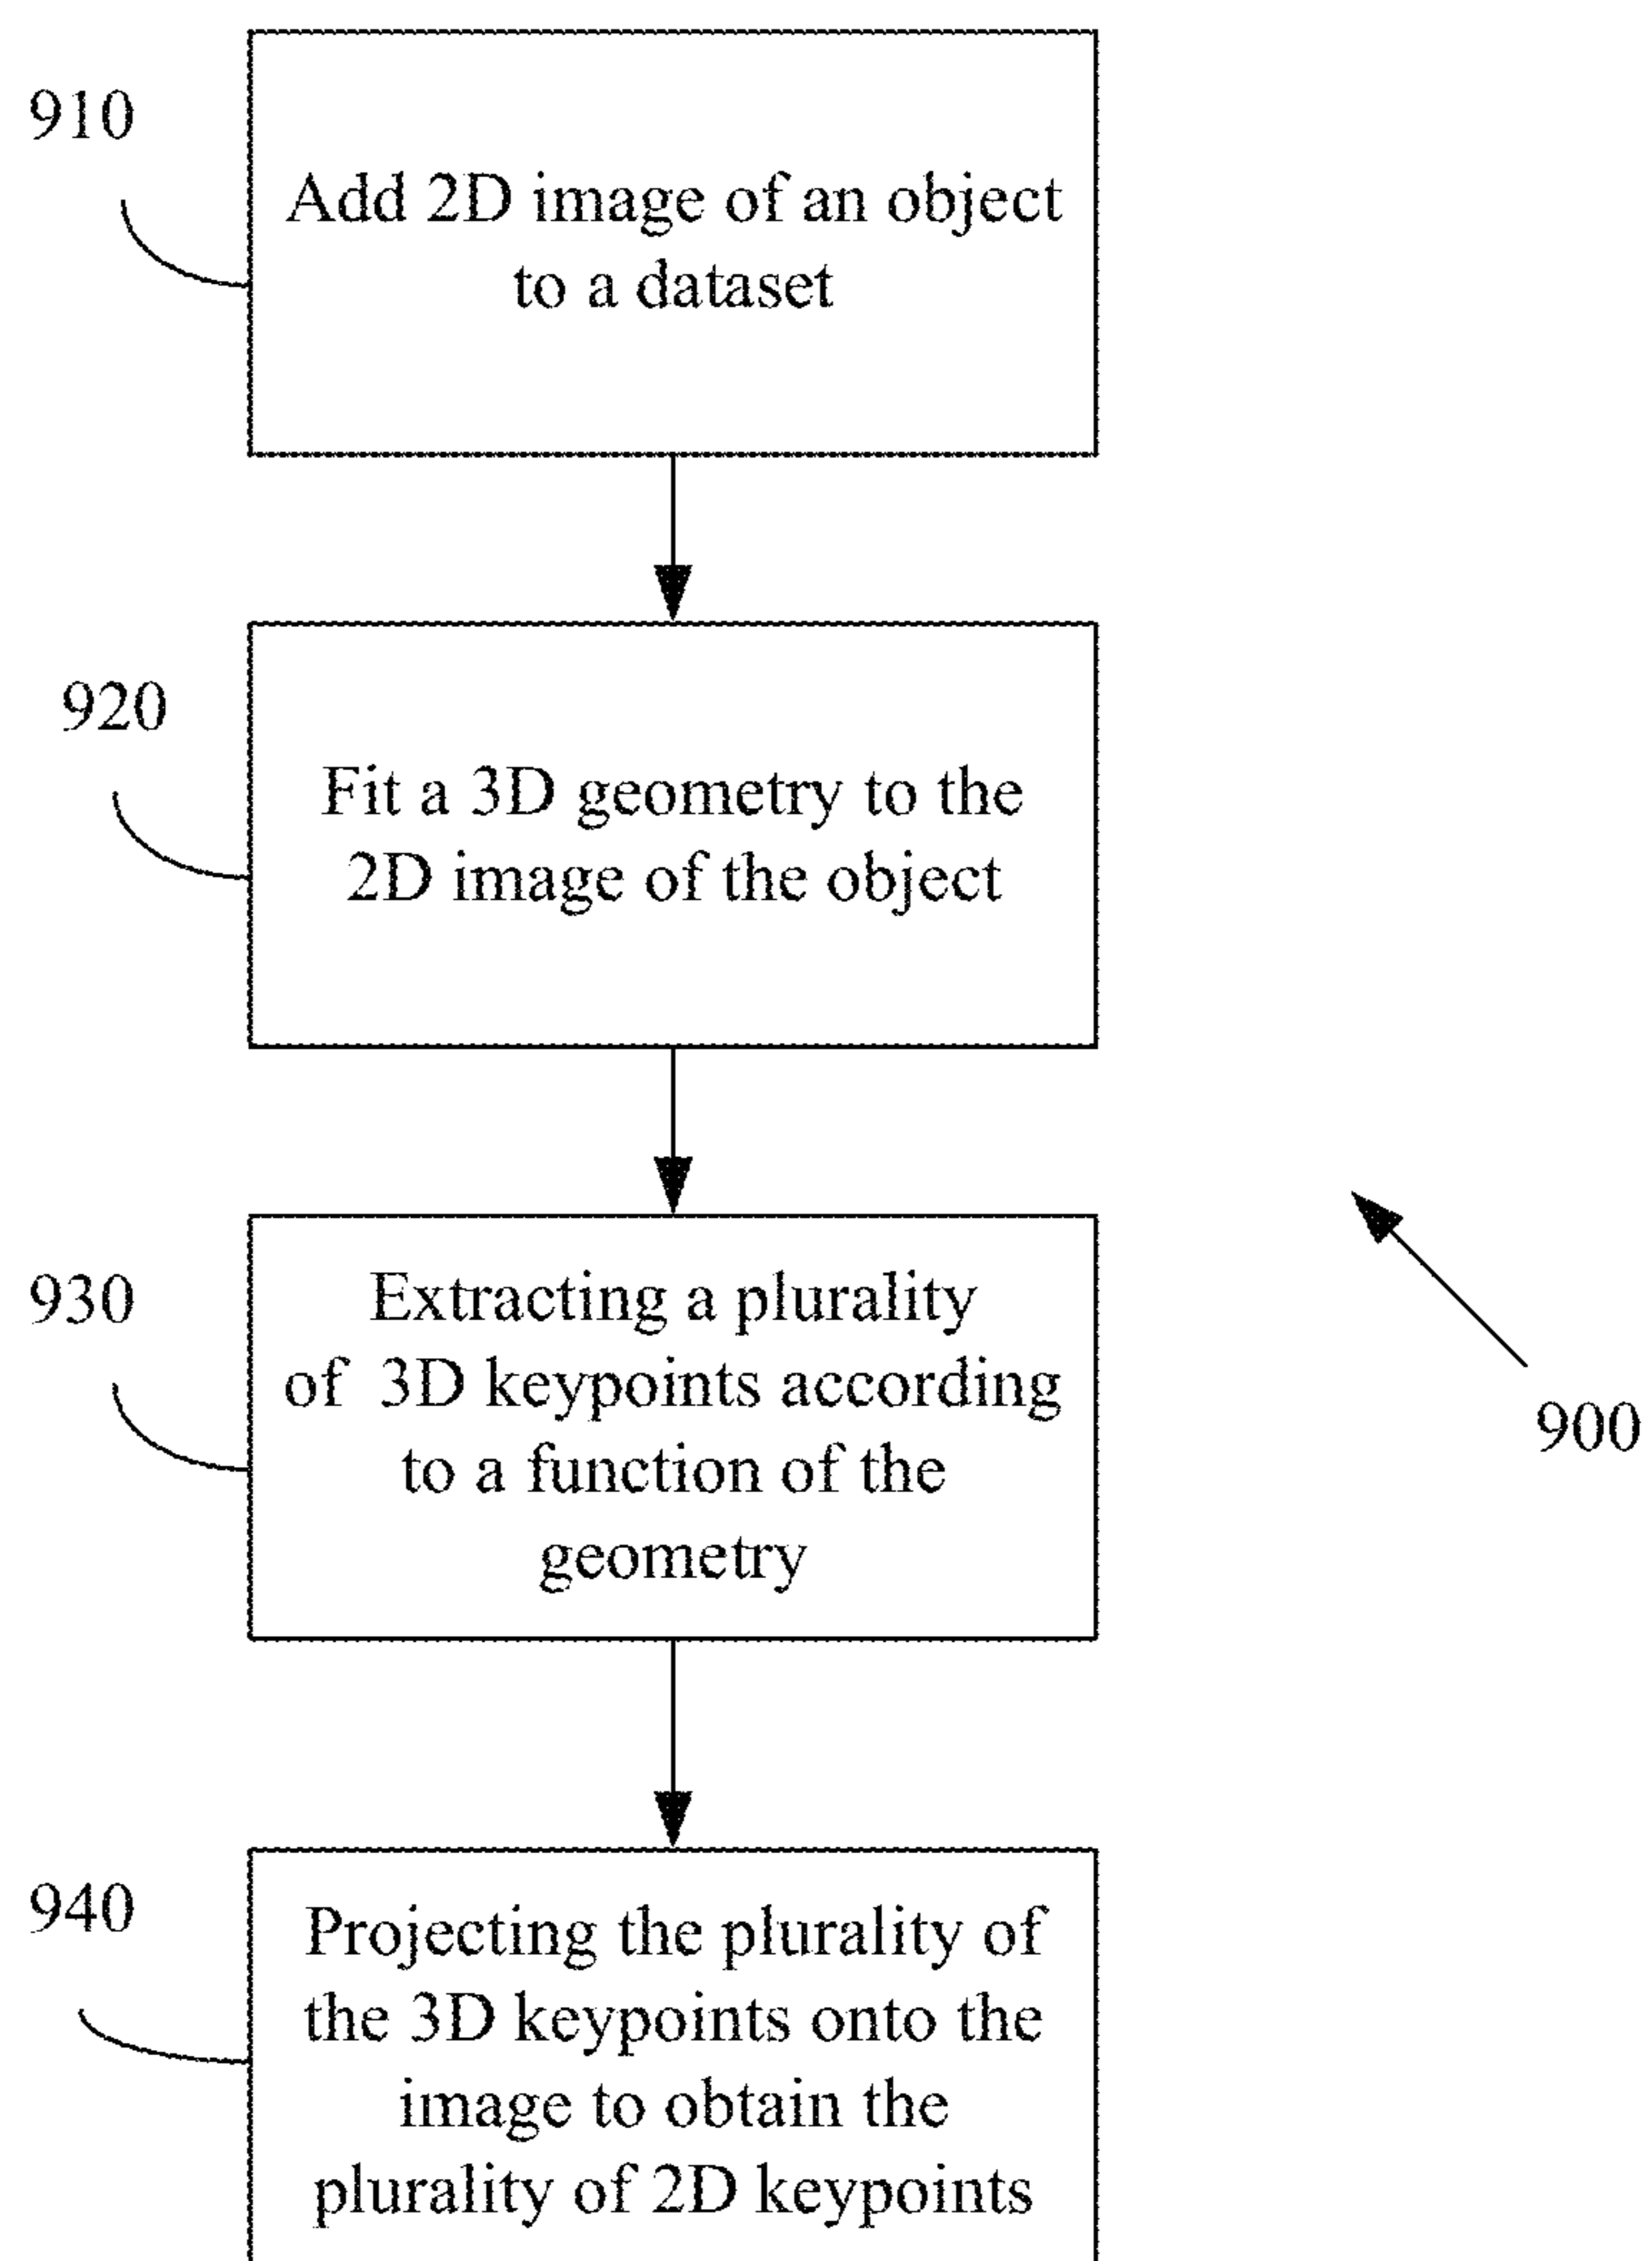 910
Add 2D image of an object
to a dataset
920
Fit a 3D geometry to the
2D image of the object
930
Extracting a plurality
of 3D keypoints according
to a function of the
geometry
900
940
Projecting the plurality of
the 3D keypoints onto the
image to obtain the
plurality of 2D keypoints